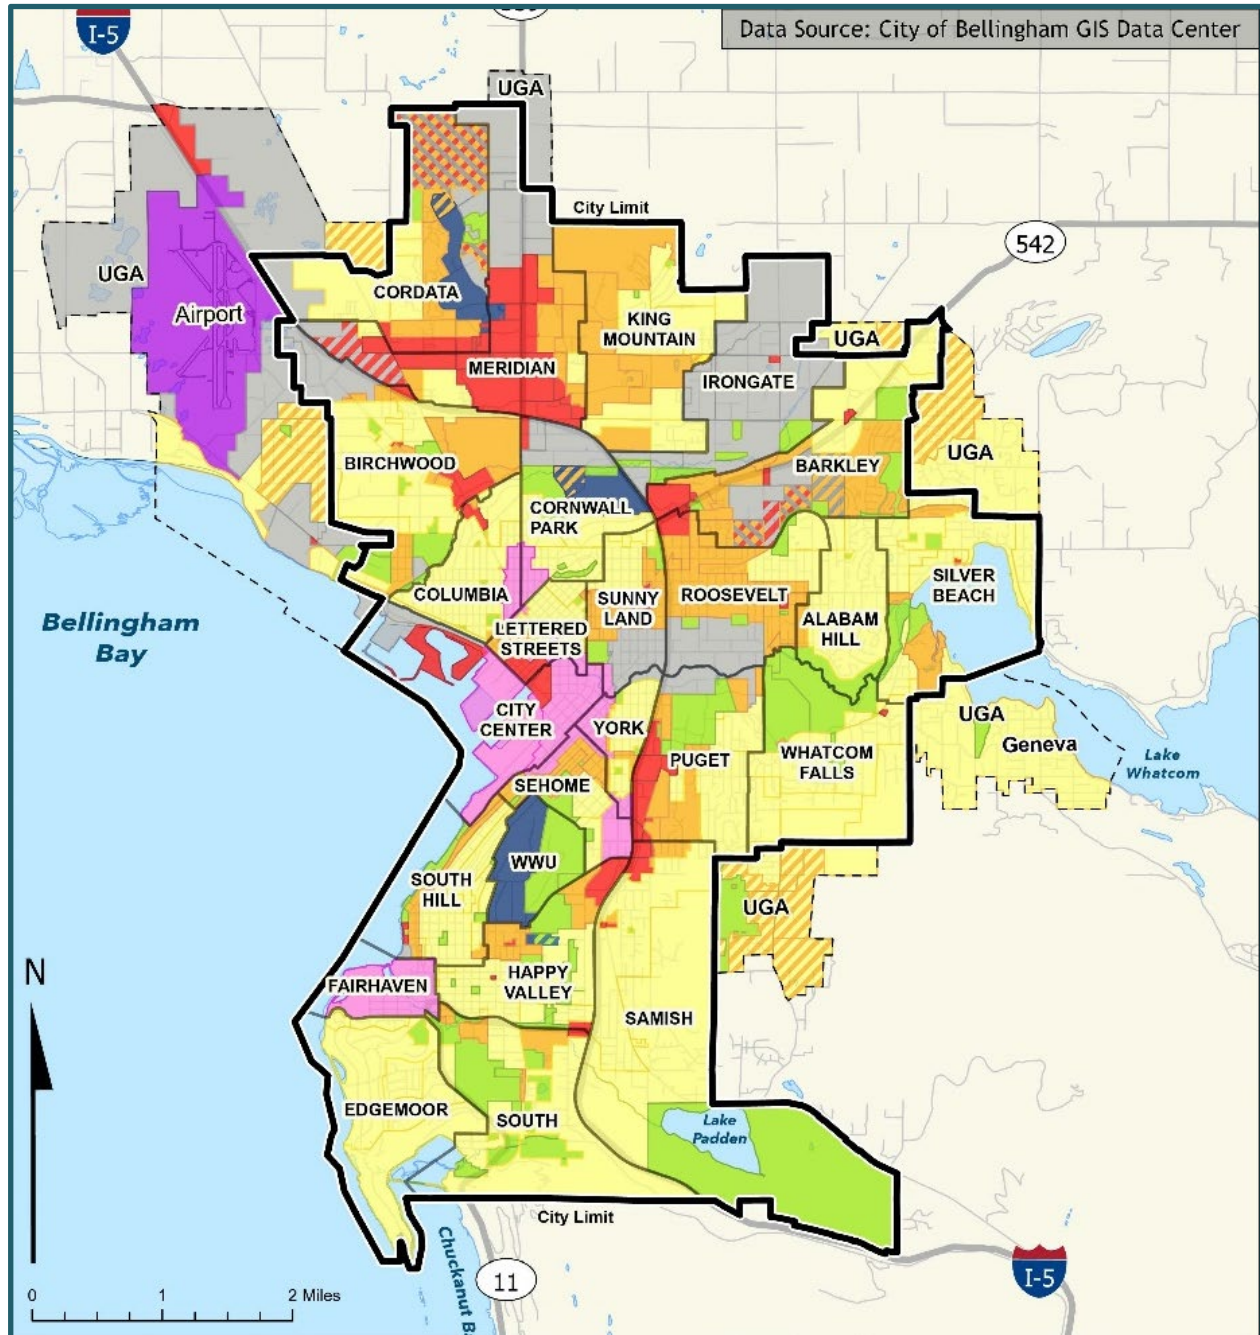 I-5
Data Source: City of Bellingham GIS Data Center
UGA
City Limit
542
UGA
CORDATA
Airport
KING
MOUNTAIN
UGA
MERIDIAN
IRONGATE
UGA
BIRCHWOOD
BARKLEY
CORNWALL
PARK
SILVER
BEACH
COLUMBIA
SUNNY
LAND
ROOSEVELT
ALABAM
HILL
Bellingham
Bay
LETTERED
STREETS
CITY
CENTER
YORK
UGA
Geneva
PUGET
WHATCOM
FALLS
Lake
Whatcom
SEHOME
WWU
SOUTH
HILL
UGA
N
FAIRHAVEN
HAPPY
VALLEY
SAMISH
EDGEMOOR
SOUTH
Lake
Padden
City Limit
Chuckanut
11
I-5
0 1 2 Miles